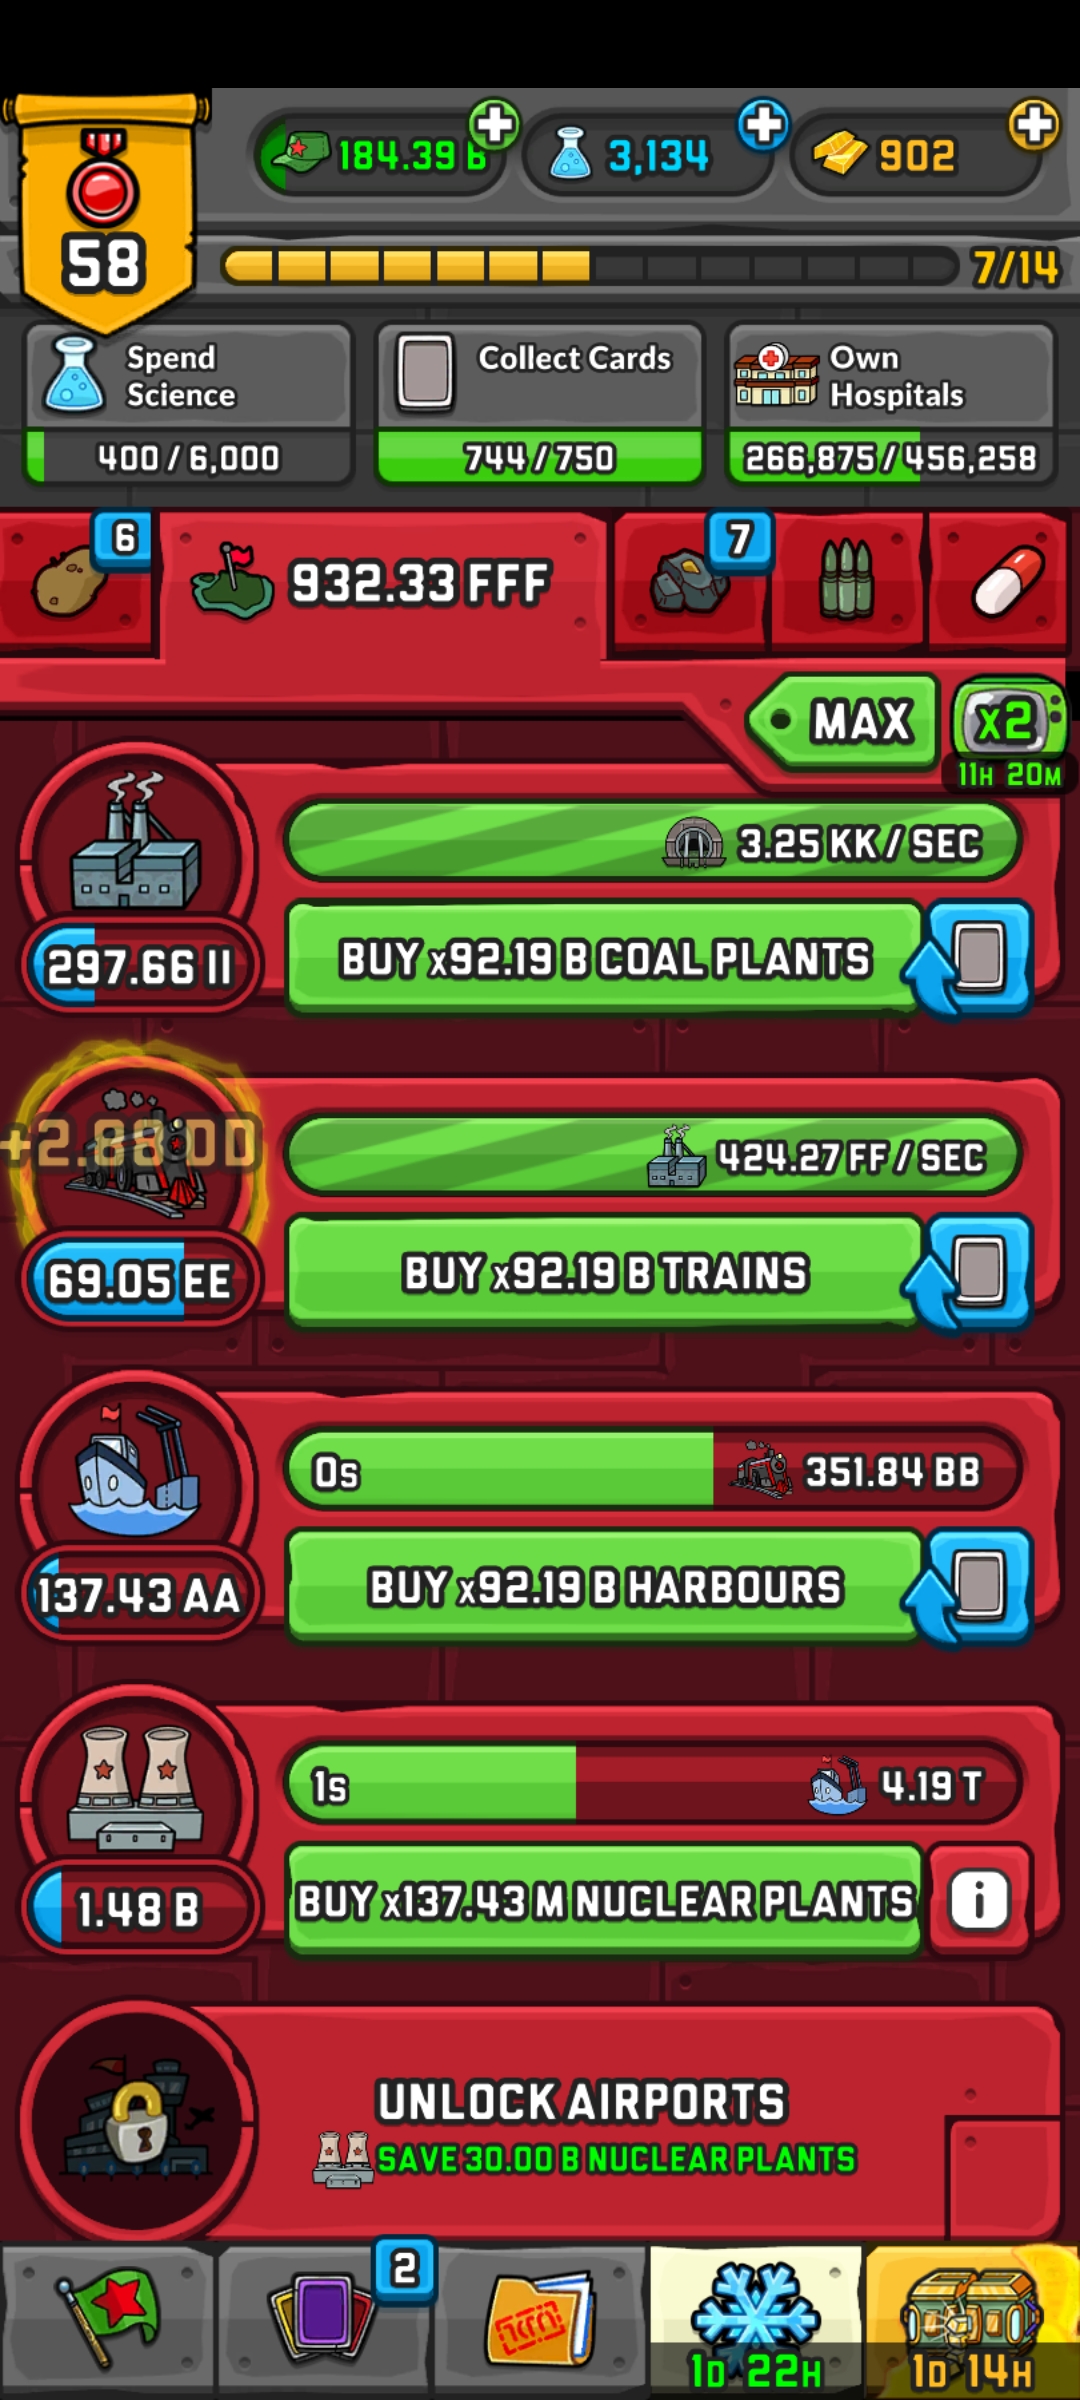 184.39 B
3,134
902
58
7/14
Spend
Science
Collect Cards
Own
Hospitals
400 / 6,000
744 / 750
266,875 / 456,258
6
932.33 FFF
7
MAX
x2
11H 20M
3.25 KK / SEC
297.66 II
BUY x92.19 B COAL PLANTS
424.27 FF / SEC
69.05 EE
BUY x92.19 B TRAINS
0s
351.84 BB
137.43 AA
BUY x92.19 B HARBOURS
1s
4.19 T
1.48 B
BUY x137.43 M NUCLEAR PLANTS
i
UNLOCK AIRPORTS
SAVE 30.00 B NUCLEAR PLANTS
2
1D 22H
1D 14H